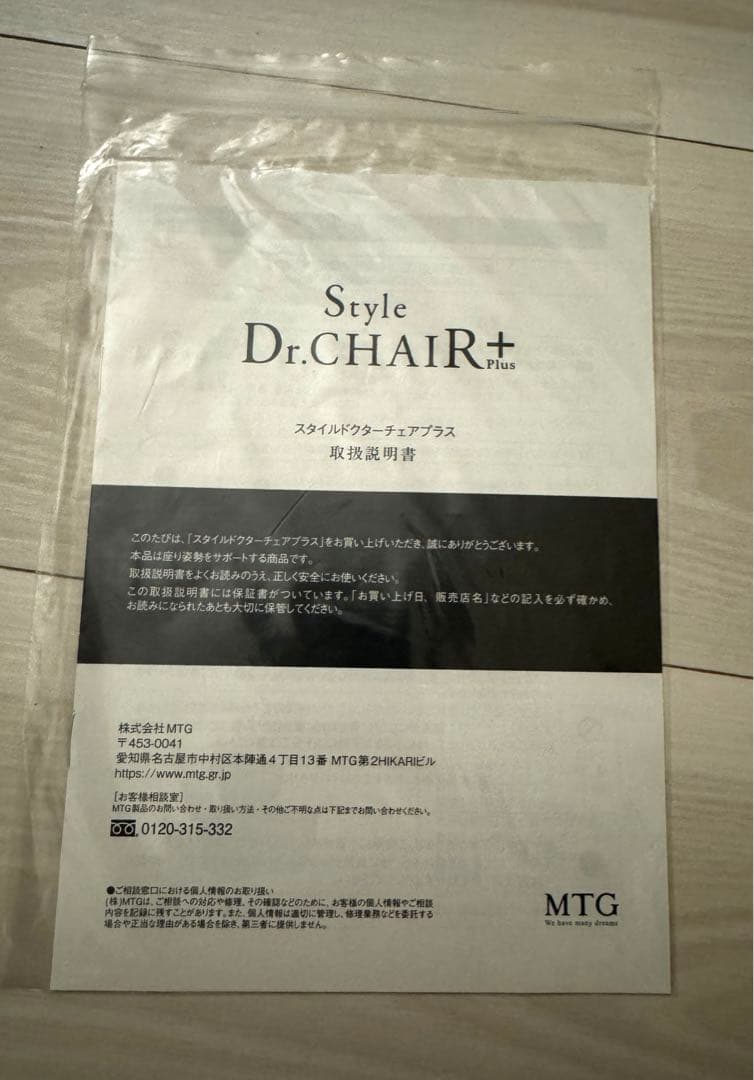 Style
Dr.CHAIR+
Plus
スタイルドクターチェアプラス
取扱説明書
このたびは、「スタイルドクターチェアプラス」をお買い上げいただき、誠にありがとうございます。
本品は座り姿勢をサポートする商品です。
取扱説明書をよくお読みのうえ、正しく安全にお使いください。
この取扱説明書には保証書がついています。「お買い上げ日、販売店名」などの記入を必ず確かめ、
お読みになられたあとも大切に保管してください。
株式会社MTG
〒453-0041
愛知県名古屋市中村区本陣通4丁目13番 MTG第2HIKARIビル
https://www.mtg.gr.jp
[お客様相談室]
MTG製品のお問い合わせ・取り扱い方法・その他ご不明な点は下記までお問い合わせください。
0120-315-332
●ご相談窓口における個人情報のお取り扱い
(株)MTGは、ご相談への対応や修理、その確認などのために、お客様の個人情報やご相談
内容を記録に残すことがあります。また、個人情報は適切に管理し、修理業務などを委託する
場合や正当な理由がある場合を除き、第三者に提供しません。
MTG
We have many dreams